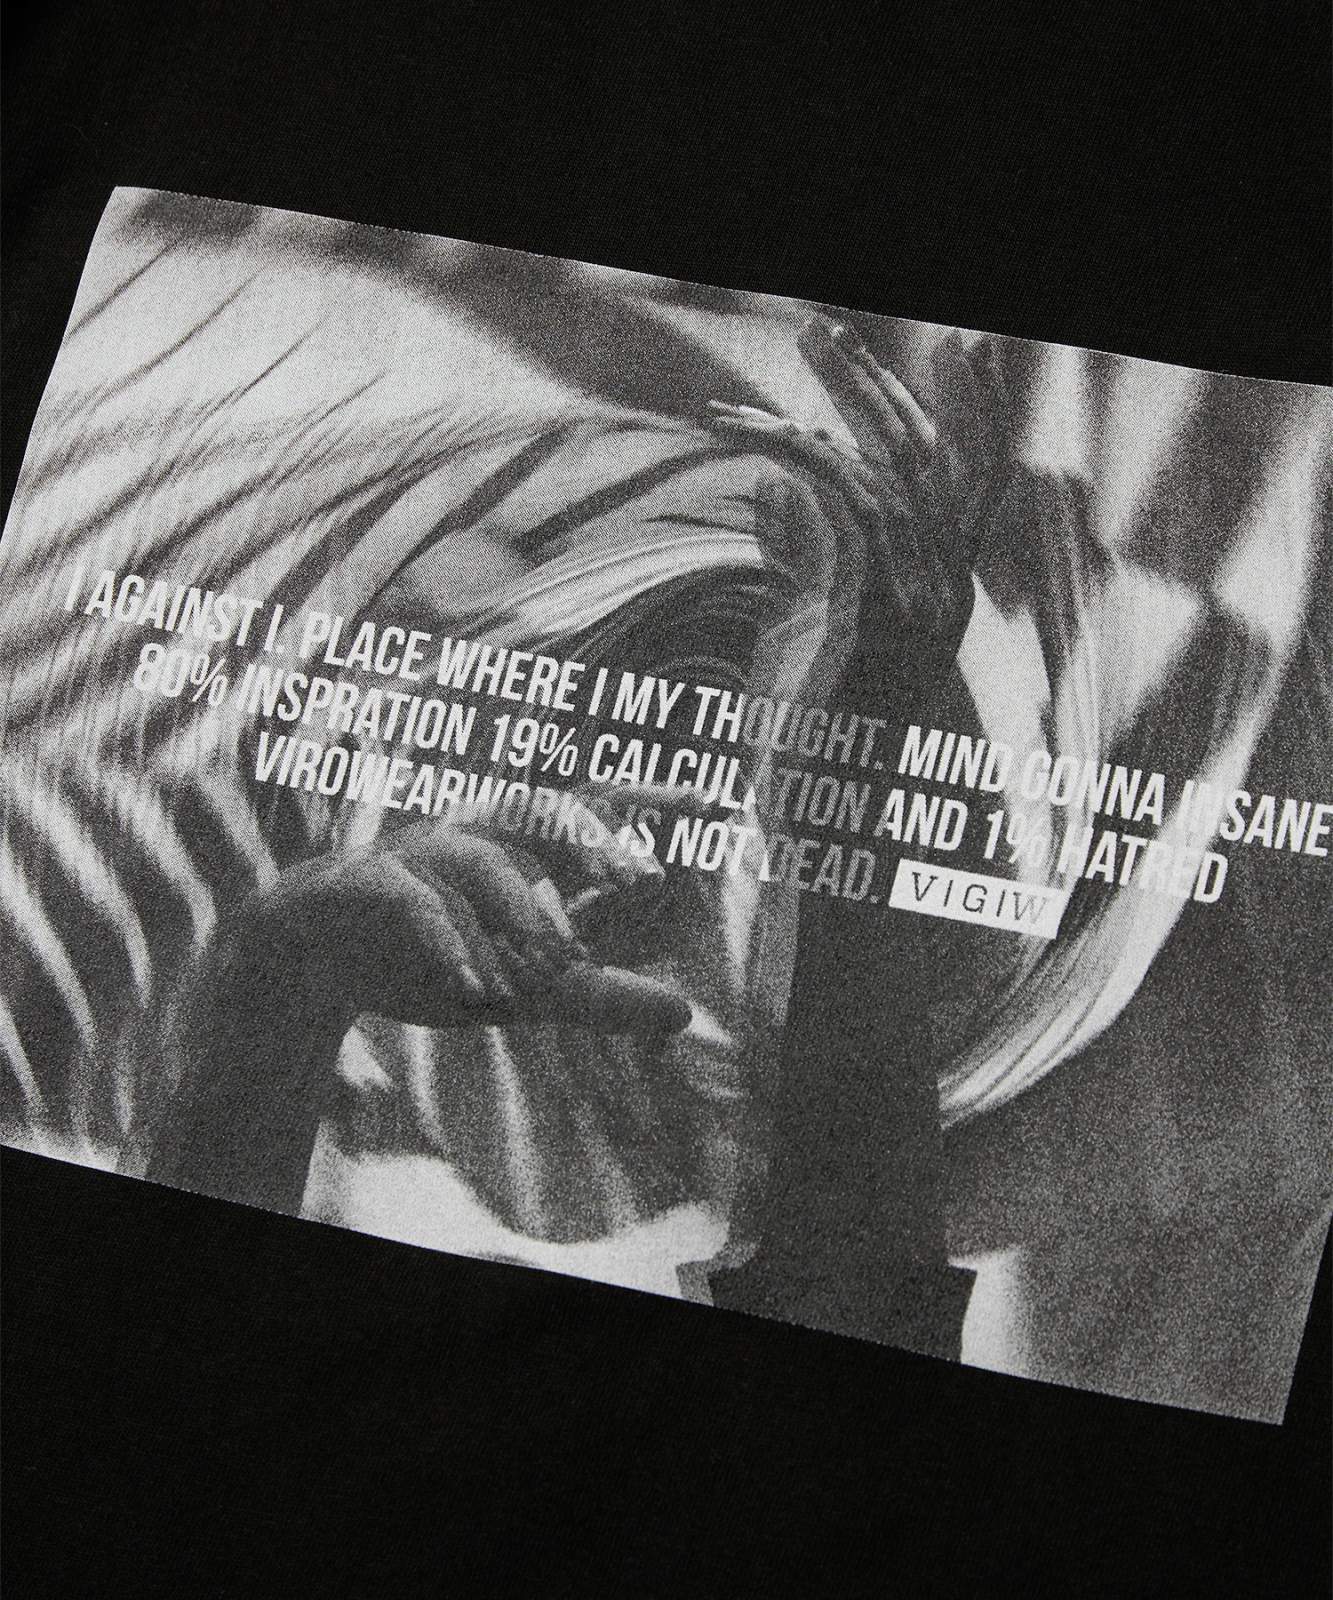 I AGAINST I. PLACE WHERE I MY THOUGHT. MIND GONNA INSANE
80% INSPRATION 19% CALCULATION AND 1% HATRED
VIROWEARWORKS IS NOT DEAD. VIGIW